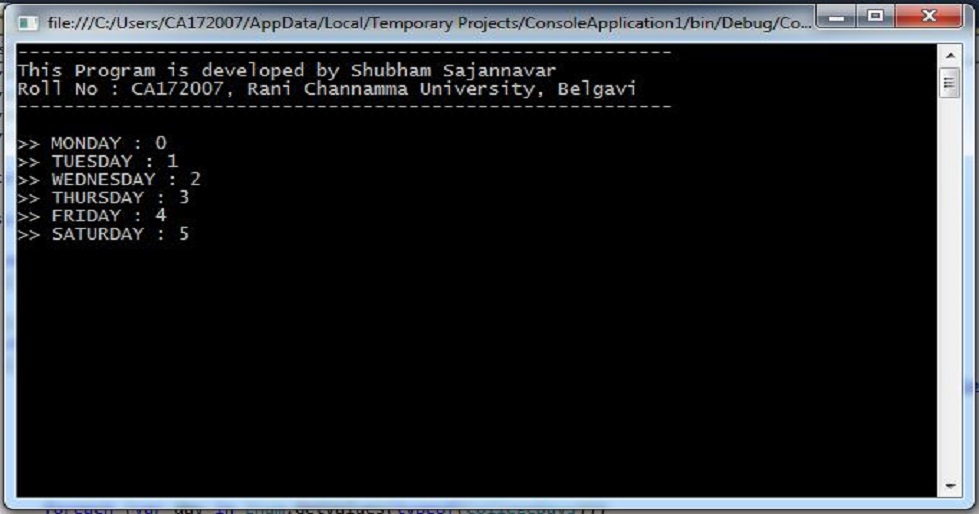 file:///C:/Users/CA172007/AppData/Local/Temporary Projects/ConsoleApplication1/bin/Debug/Co...
------------------------------------------------------------
This Program is developed by Shubham Sajannavar
Roll No : CA172007, Rani Channamma University, Belgavi
------------------------------------------------------------
>> MONDAY : 0
>> TUESDAY : 1
>> WEDNESDAY : 2
>> THURSDAY : 3
>> FRIDAY : 4
>> SATURDAY : 5